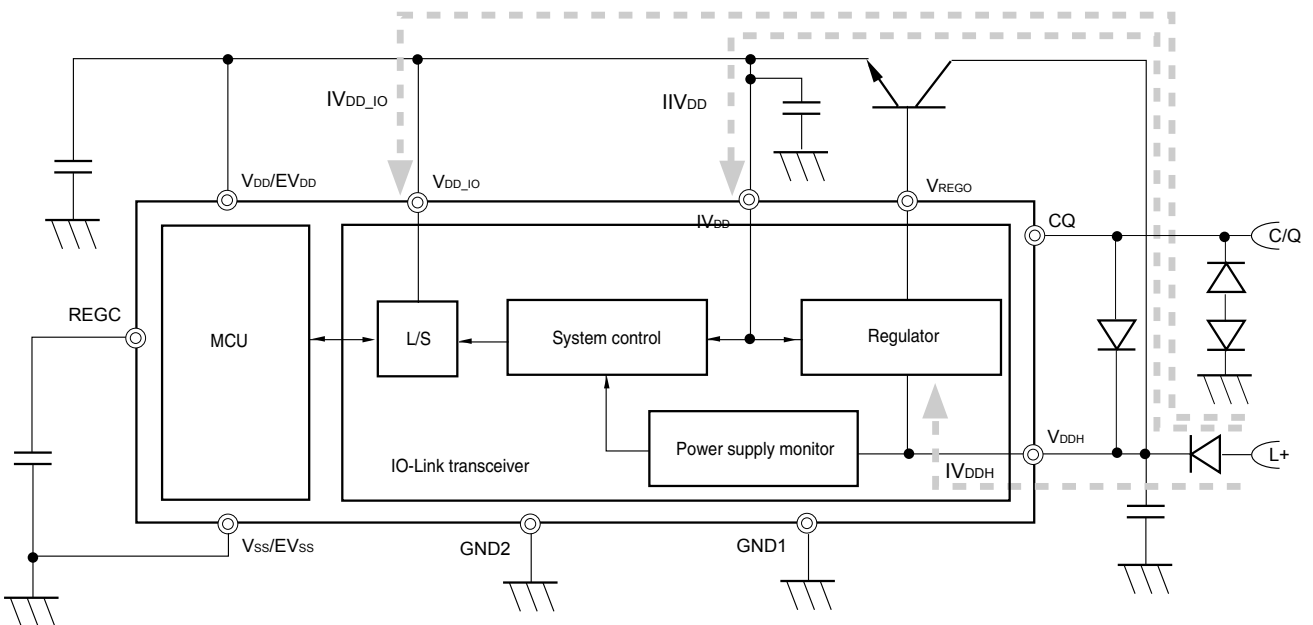 IVDD_IO
IIVDD
VDD/EVDD
VDD_IO
IVDD
VREGO
CQ
C/Q
REGC
MCU
L/S
System control
Regulator
Power supply monitor
IO-Link transceiver
VDDH
IVDDH
L+
VSS/EVSS
GND2
GND1